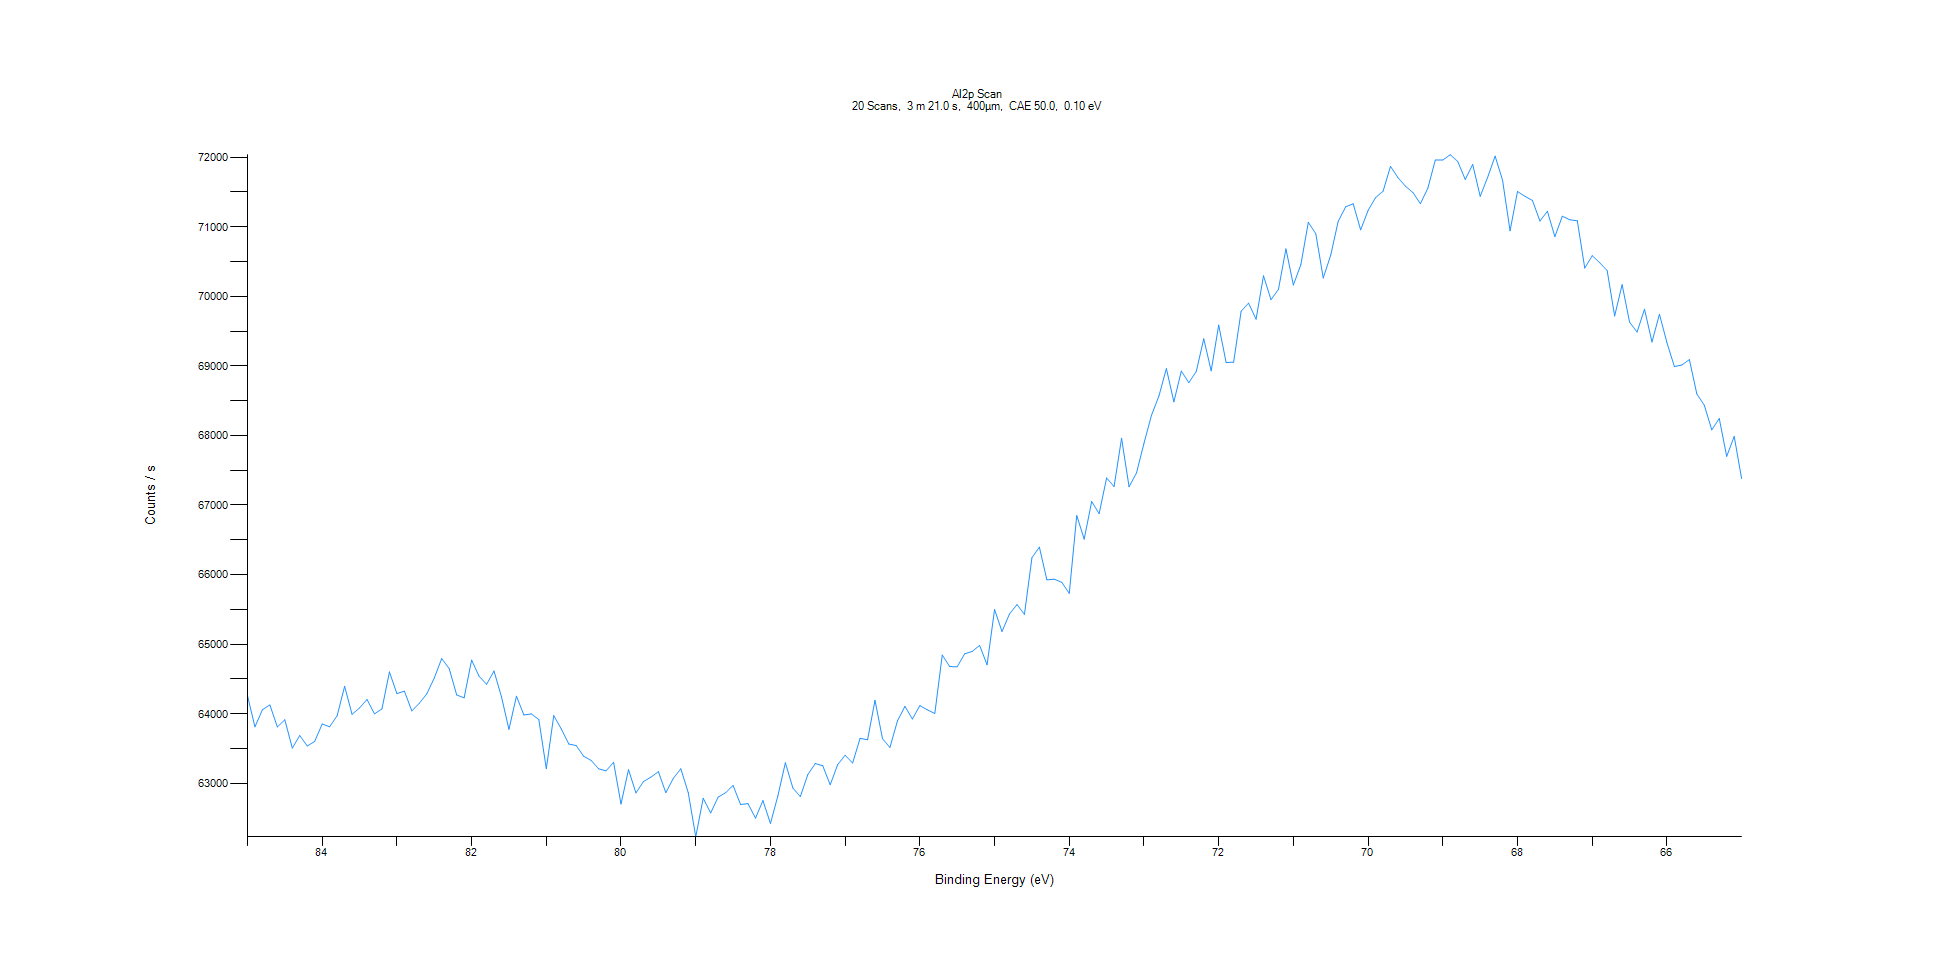 Al2p Scan
20 Scans, 3 m 21.0 s, 400µm, CAE 50.0, 0.10 eV
72000
71000
70000
69000
68000
67000
66000
65000
64000
63000
Counts / s
84 82 80 78 76 74 72 70 68 66
Binding Energy (eV)